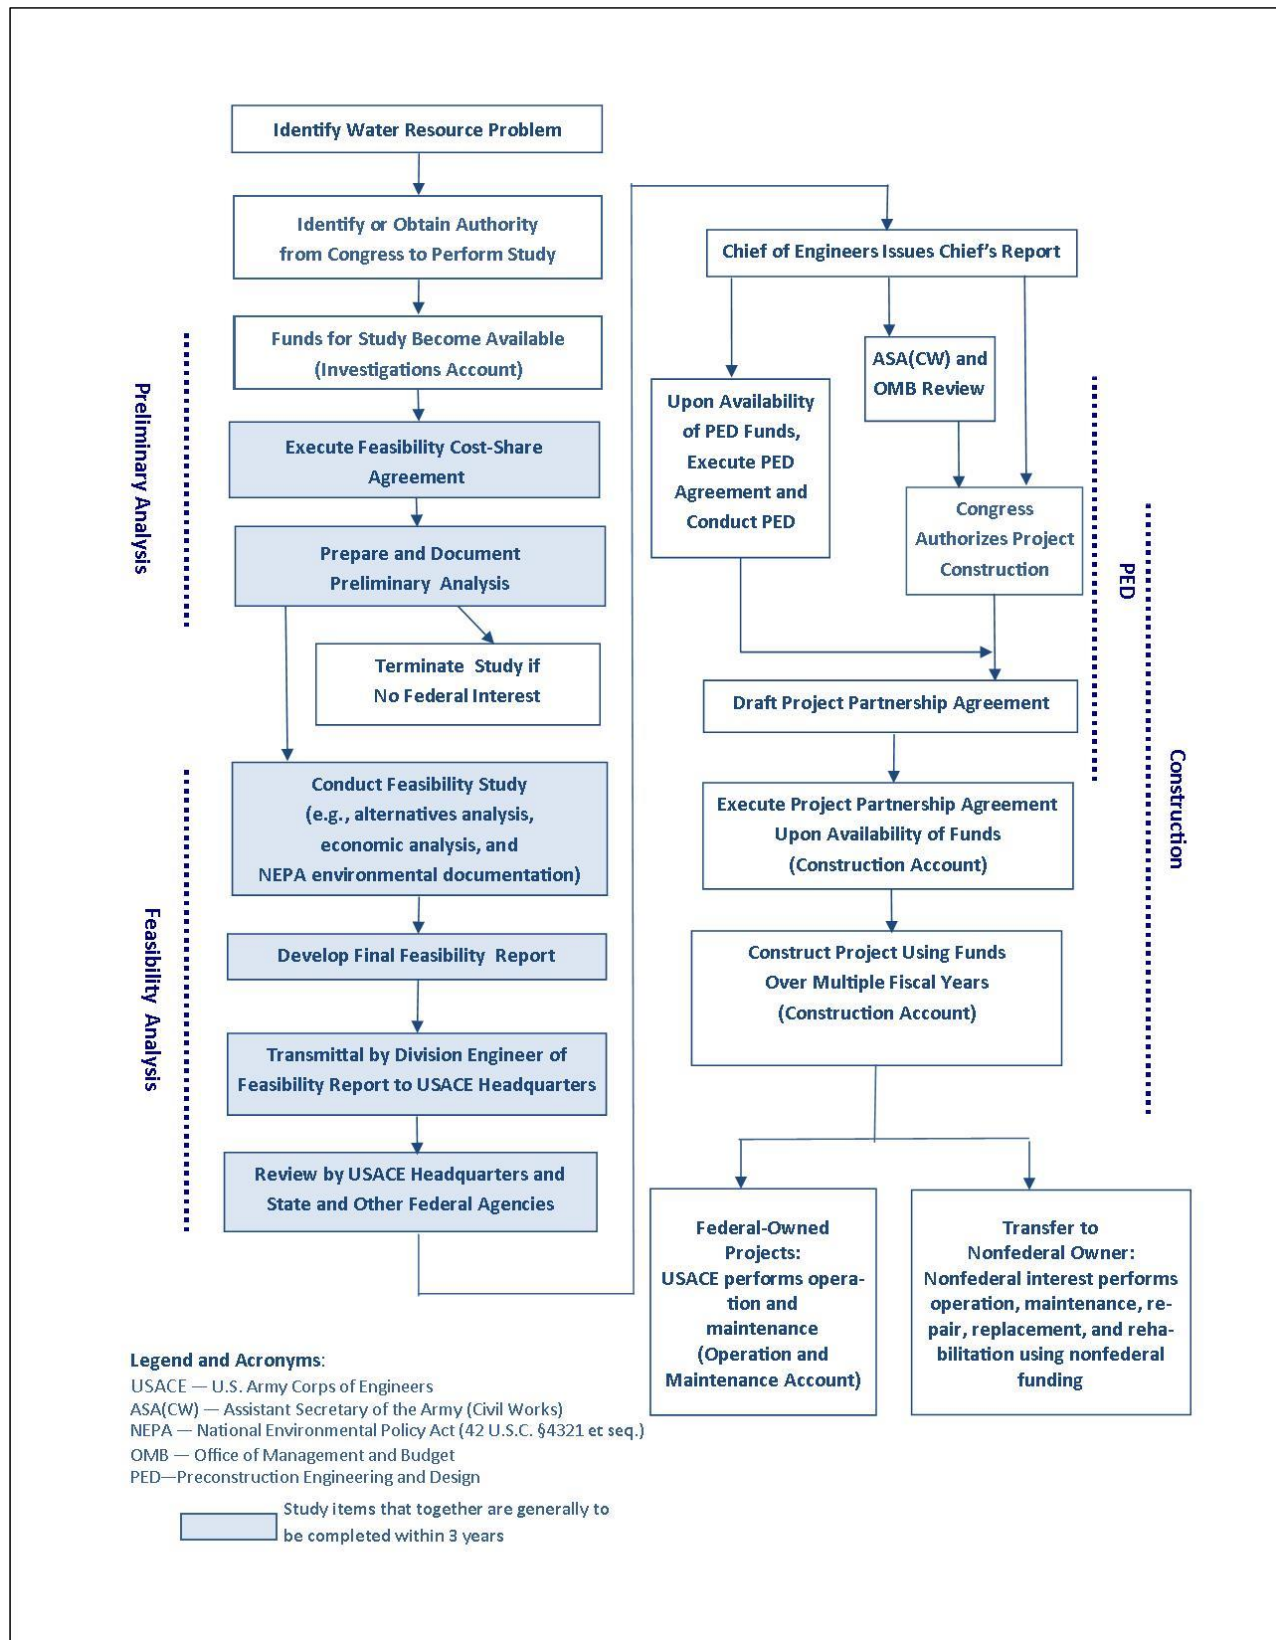 Identify Water Resource Problem
Identify or Obtain Authority
from Congress to Perform Study
Funds for Study Become Available
(Investigations Account)
Execute Feasibility Cost-Share
Agreement
Prepare and Document
Preliminary Analysis
Terminate Study if
No Federal Interest
Preliminary Analysis
Conduct Feasibility Study
(e.g., alternatives analysis,
economic analysis, and
NEPA environmental documentation)
Develop Final Feasibility Report
Transmittal by Division Engineer of
Feasibility Report to USACE Headquarters
Review by USACE Headquarters and
State and Other Federal Agencies
Feasibility Analysis
Chief of Engineers Issues Chief's Report
ASA(CW) and
OMB Review
Upon Availability
of PED Funds,
Execute PED
Agreement and
Conduct PED
Congress
Authorizes Project
Construction
PED
Draft Project Partnership Agreement
Execute Project Partnership Agreement
Upon Availability of Funds
(Construction Account)
Construct Project Using Funds
Over Multiple Fiscal Years
(Construction Account)
Construction
Federal-Owned
Projects:
USACE performs opera-
tion and
maintenance
(Operation and
Maintenance Account)
Transfer to
Nonfederal Owner:
Nonfederal interest performs
operation, maintenance, re-
pair, replacement, and reha-
bilitation using nonfederal
funding
Legend and Acronyms:
USACE — U.S. Army Corps of Engineers
ASA(CW) — Assistant Secretary of the Army (Civil Works)
NEPA — National Environmental Policy Act (42 U.S.C. §4321 et seq.)
OMB — Office of Management and Budget
PED—Preconstruction Engineering and Design
Study items that together are generally to
be completed within 3 years